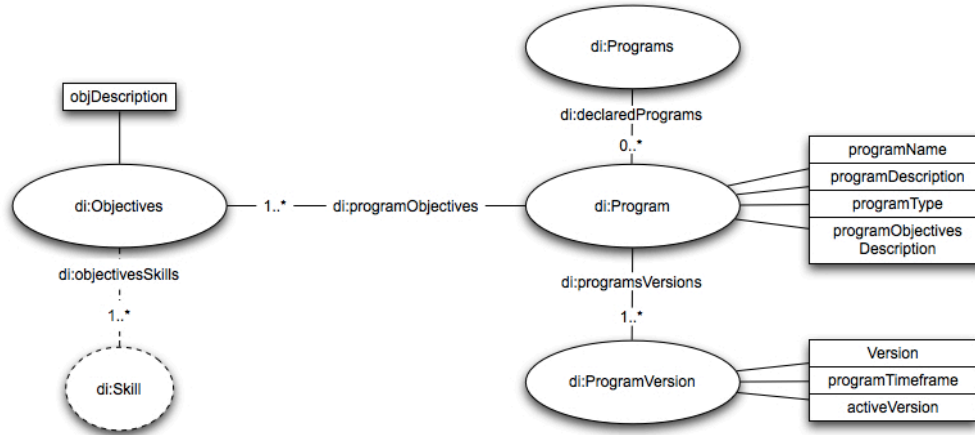 di:Programs
objDescription
di:declaredPrograms
0..*
programName
programDescription
di:Objectives
1..*
di:programObjectives
di:Program
programType
programObjectives
Description
di:objectivesSkills
di:programsVersions
1..*
1..*
Version
di:Skill
di:ProgramVersion
programTimeframe
activeVersion